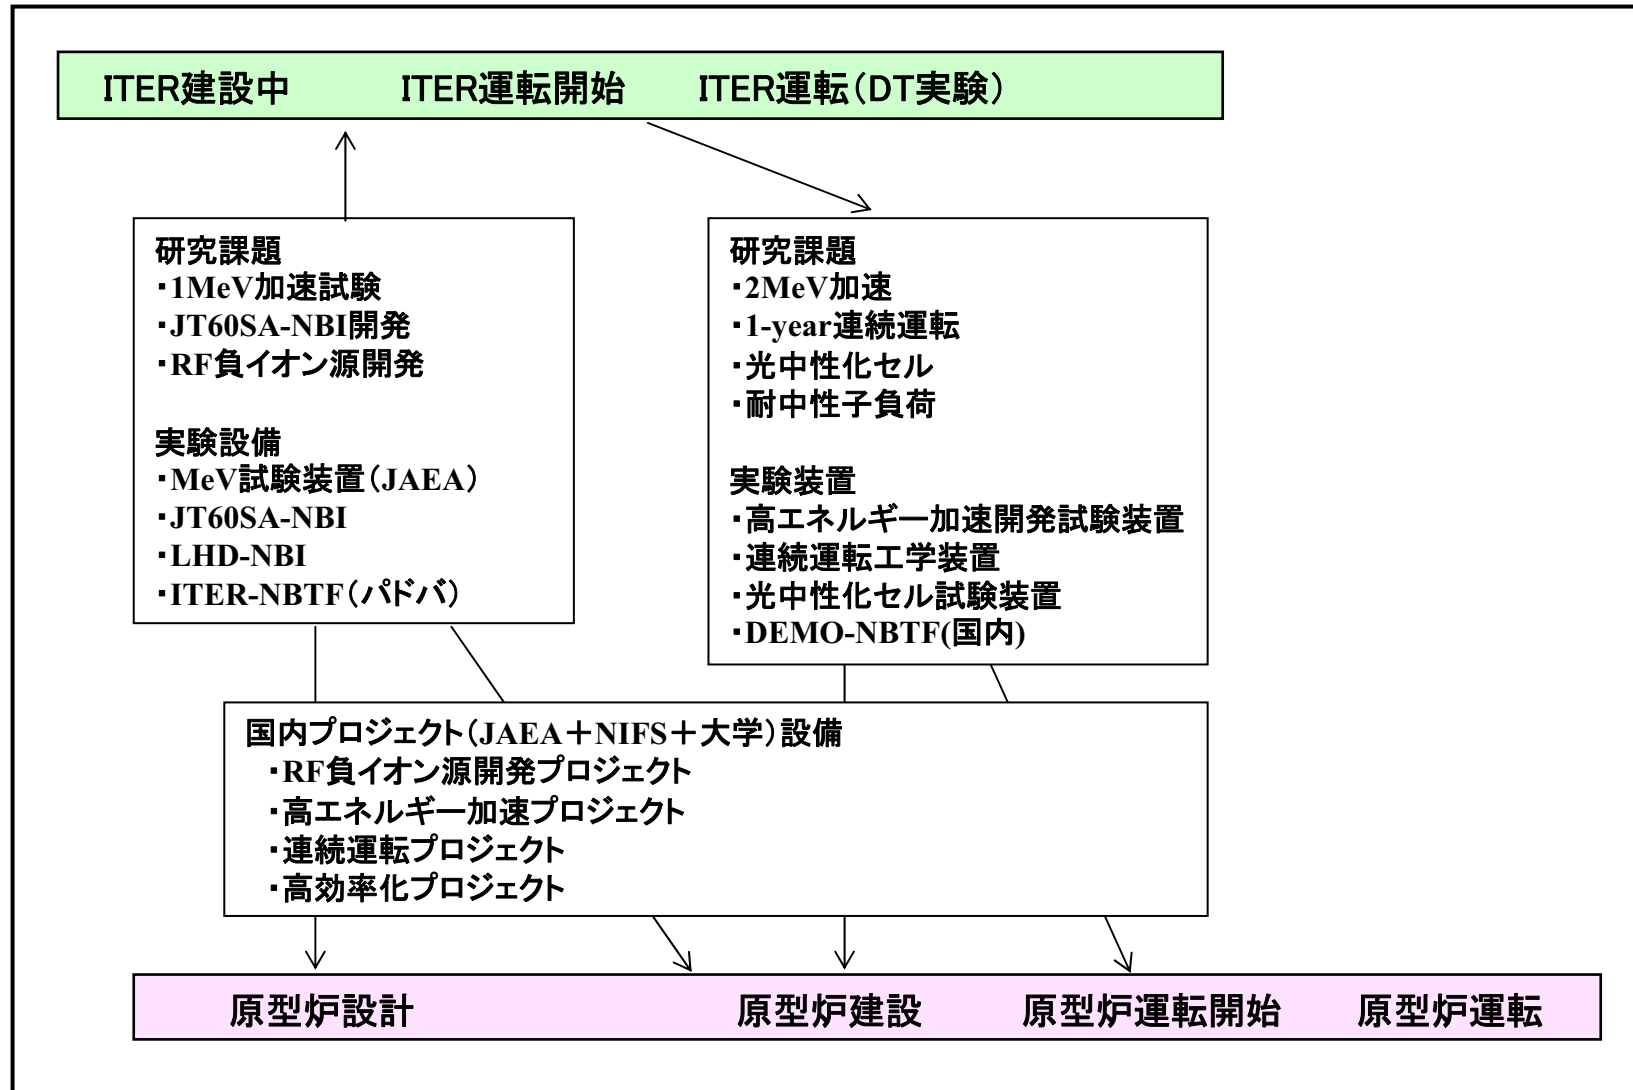 ITER建設中 ITER運転開始 ITER運転(DT実験)
研究課題
・1MeV加速試験
・JT60SA-NBI開発
・RF負イオン源開発
実験設備
・MeV試験装置(JAEA)
・JT60SA-NBI
・LHD-NBI
・ITER-NBTF(パドバ)
研究課題
・2MeV加速
・1-year連続運転
・光中性化セル
・耐中性子負荷
実験装置
・高エネルギー加速開発試験装置
・連続運転工学装置
・光中性化セル試験装置
・DEMO-NBTF(国内)
国内プロジェクト(JAEA+NIFS+大学)設備
・RF負イオン源開発プロジェクト
・高エネルギー加速プロジェクト
・連続運転プロジェクト
・高効率化プロジェクト
原型炉設計 原型炉建設 原型炉運転開始 原型炉運転